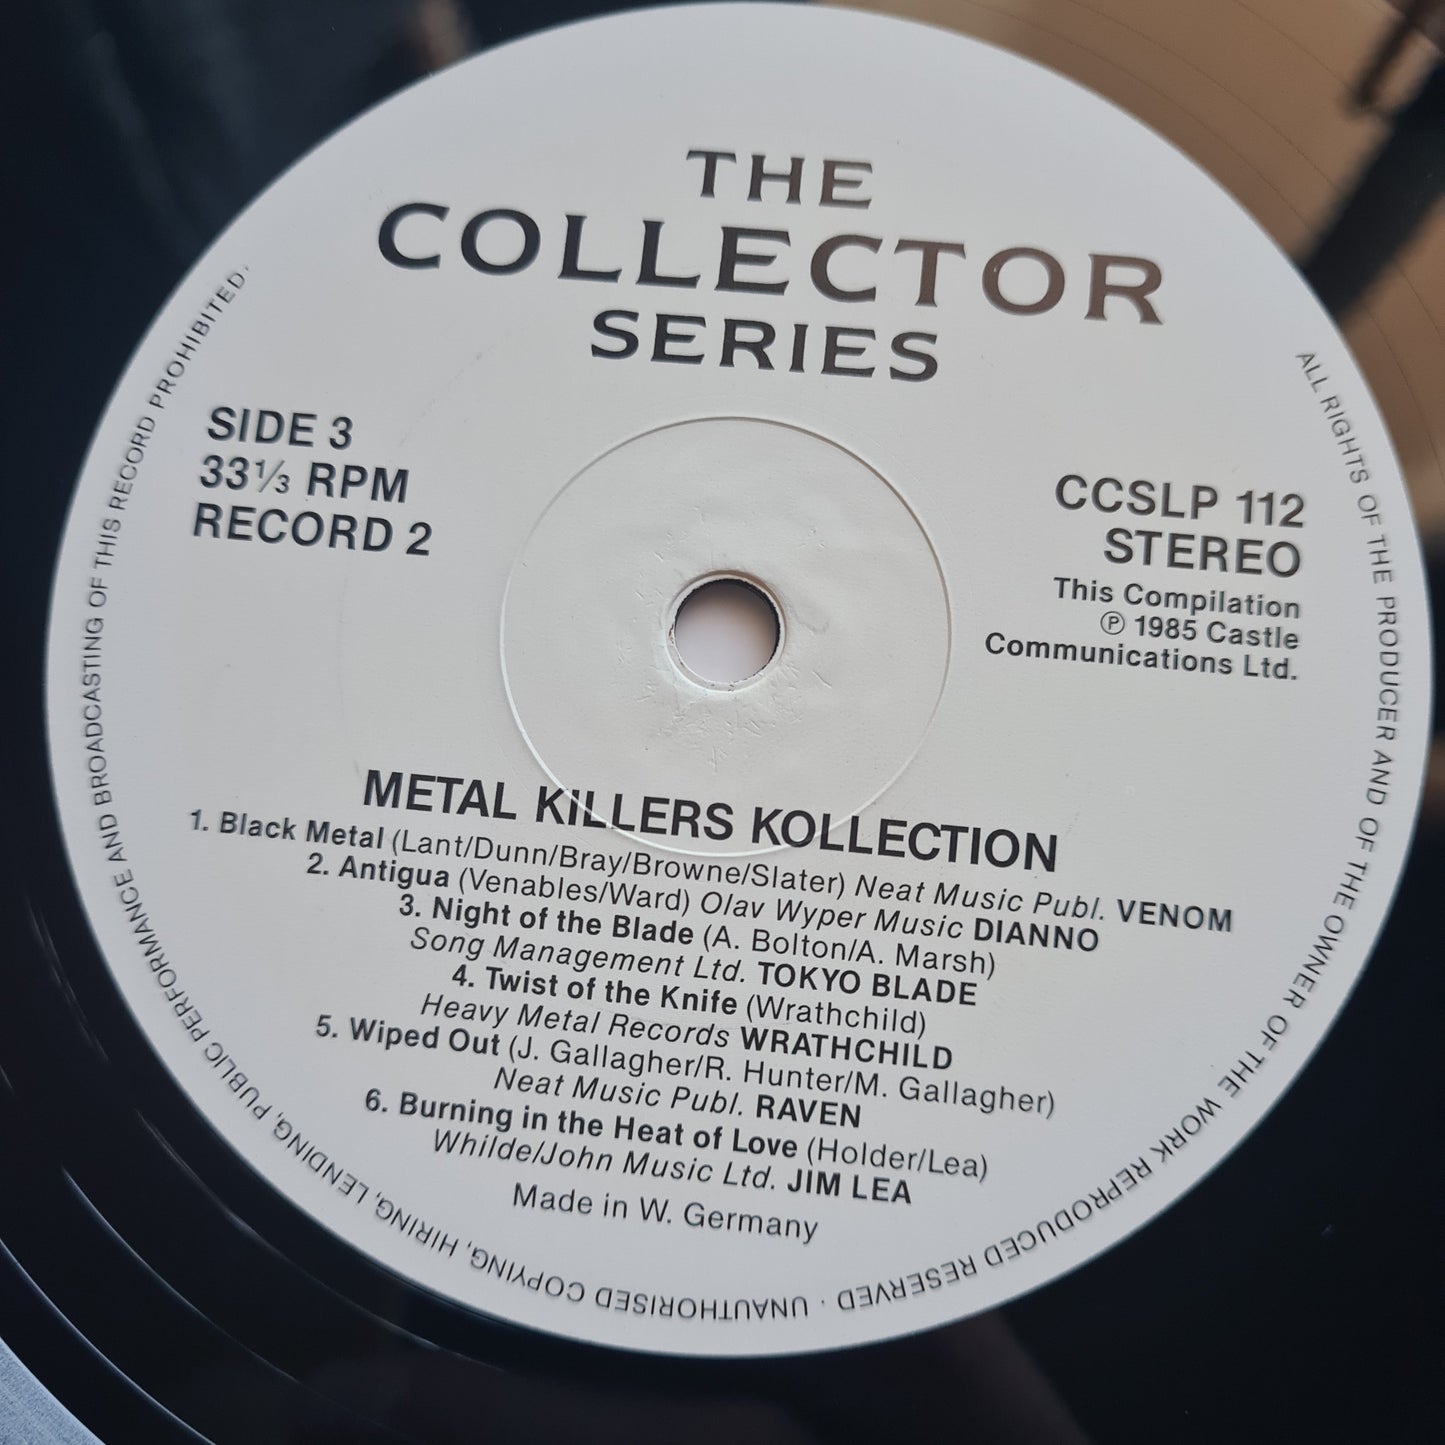 THE
COLLECTOR
SERIES
SIDE 3
33⅓ RPM
RECORD 2
CCSLP 112
STEREO
This Compilation
℗ 1985 Castle
Communications Ltd.
METAL KILLERS KOLLECTION
1. Black Metal (Lant/Dunn/Bray/Browne/Slater) Neat Music Publ. VENOM
2. Antigua (Venables/Ward) Olav Wyper Music DIANNO
3. Night of the Blade (A. Bolton/A. Marsh)
Song Management Ltd. TOKYO BLADE
4. Twist of the Knife (Wrathchild)
Heavy Metal Records WRATHCHILD
5. Wiped Out (J. Gallagher/R. Hunter/M. Gallagher)
Neat Music Publ. RAVEN
6. Burning in the Heat of Love (Holder/Lea)
Whilde/John Music Ltd. JIM LEA
Made in W. Germany
ALL RIGHTS OF THE PRODUCER AND OF THE OWNER OF THE WORK REPRODUCED RESERVED · UNAUTHORISED COPYING, HIRING, LENDING, PUBLIC PERFORMANCE AND BROADCASTING OF THIS RECORD PROHIBITED.